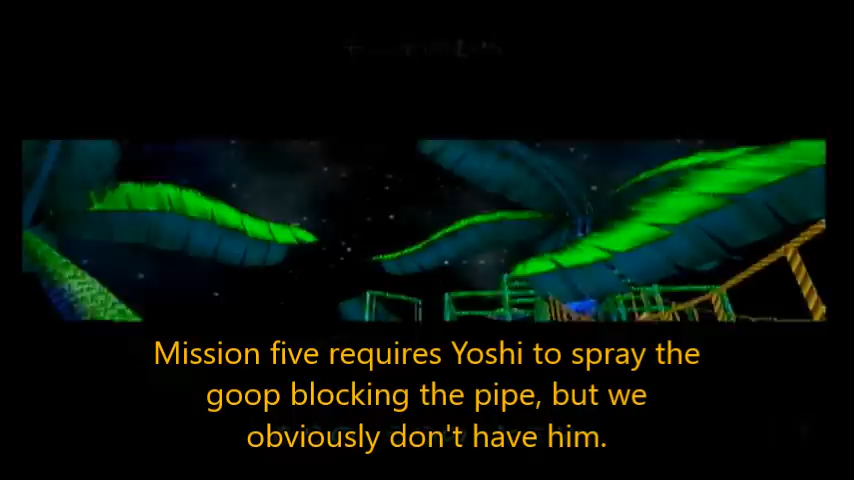 Mission five requires Yoshi to spray the
goop blocking the pipe, but we
obviously don't have him.